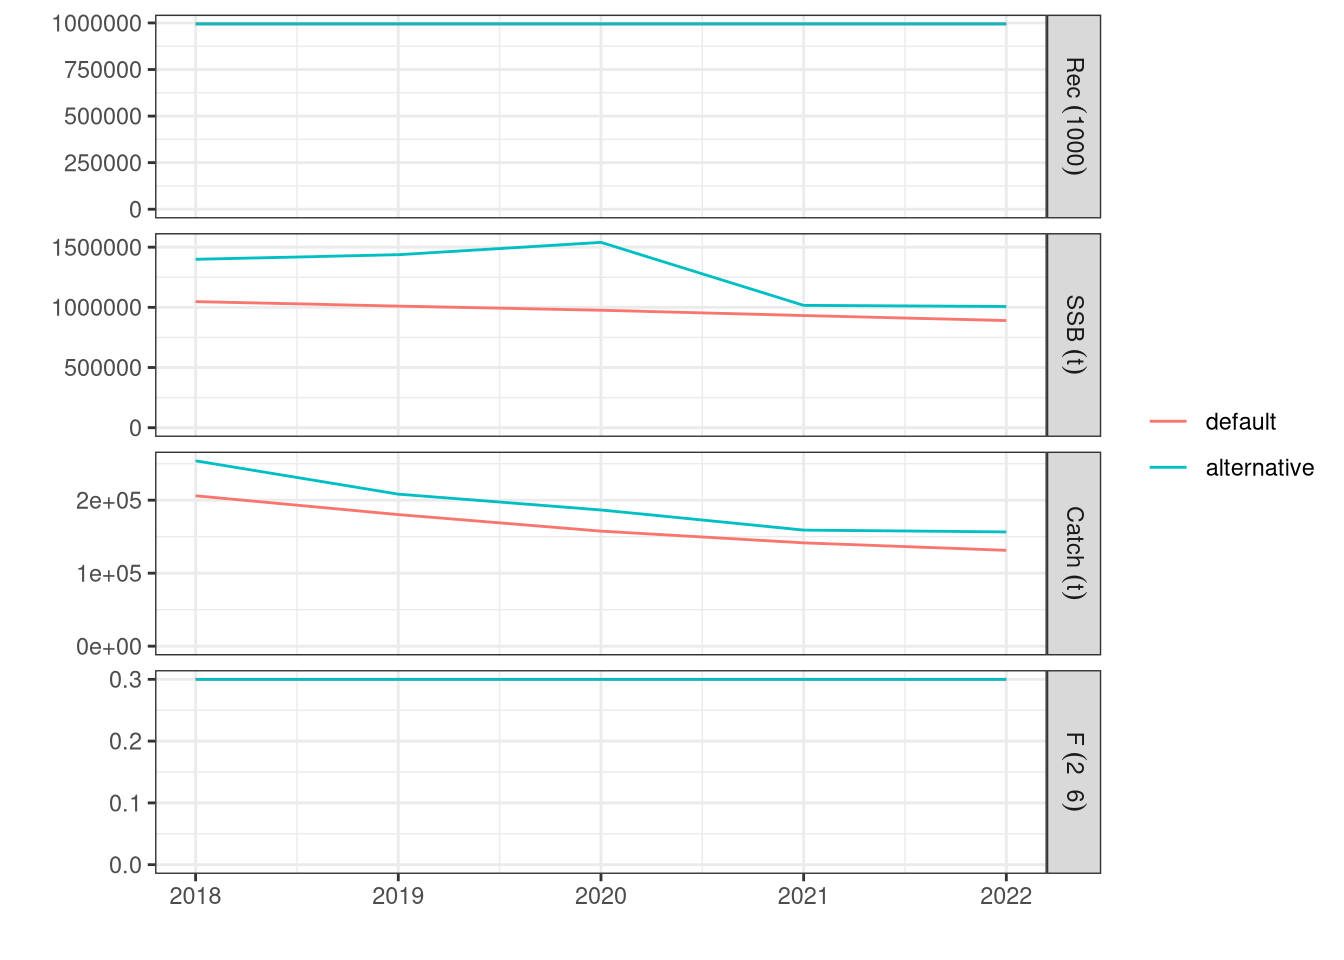 1000000
750000
500000
250000
0
Rec (1000)
1500000
1000000
500000
0
SSB (t)
default
alternative
2e+05
1e+05
0e+00
Catch (t)
0.3
0.2
0.1
0.0
F (2 6)
2018 2019 2020 2021 2022